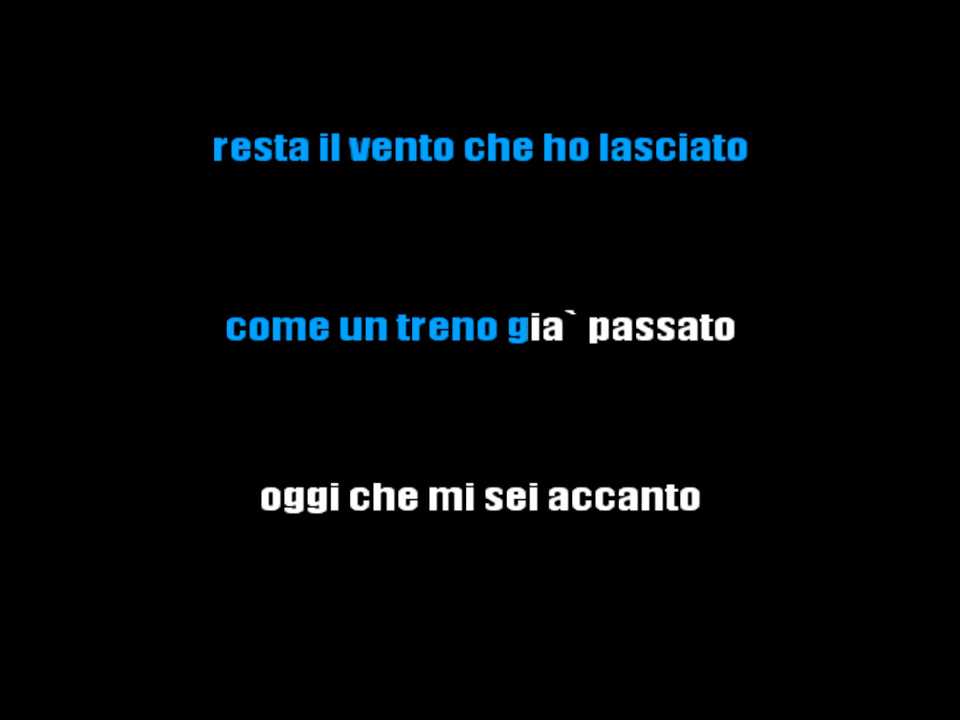 resta il vento che ho lasciato
come un treno gia` passato
oggi che mi sei accanto